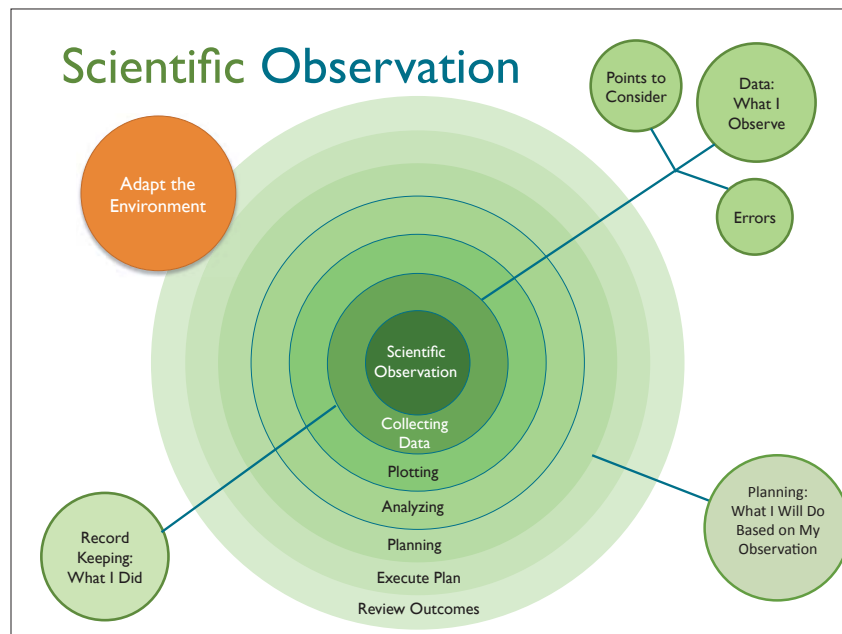 Scientific Observation
Points to
Consider
Data:
What I
Observe
Errors
Adapt the
Environment
Scientific
Observation
Collecting
Data
Plotting
Analyzing
Planning
Execute Plan
Review Outcomes
Record
Keeping:
What I Did
Planning:
What I Will Do
Based on My
Observation